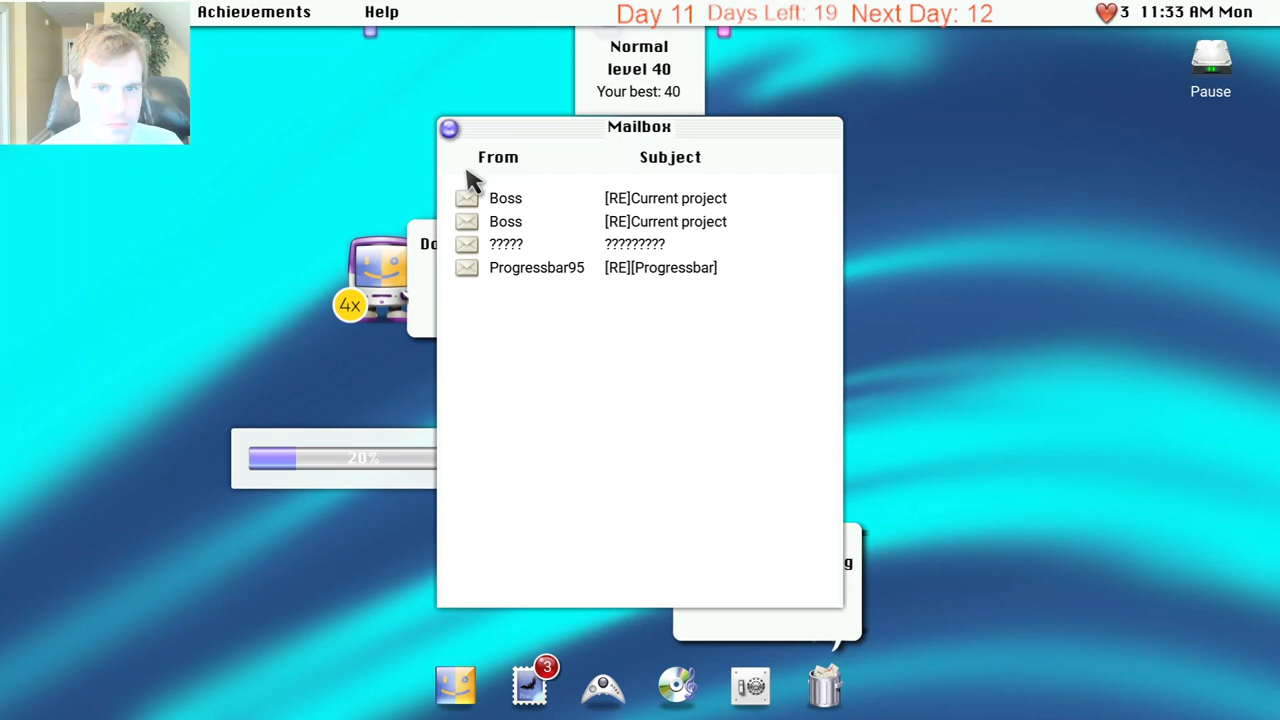 Achievements Help Day 11 Days Left: 19 Next Day: 12 3 11:33 AM Mon
Normal
level 40
Your best: 40
Pause
Mailbox
From Subject
Boss [RE]Current project
Boss [RE]Current project
????? ?????????
Progressbar95 [RE][Progressbar]
Do
4x
20%
g
3